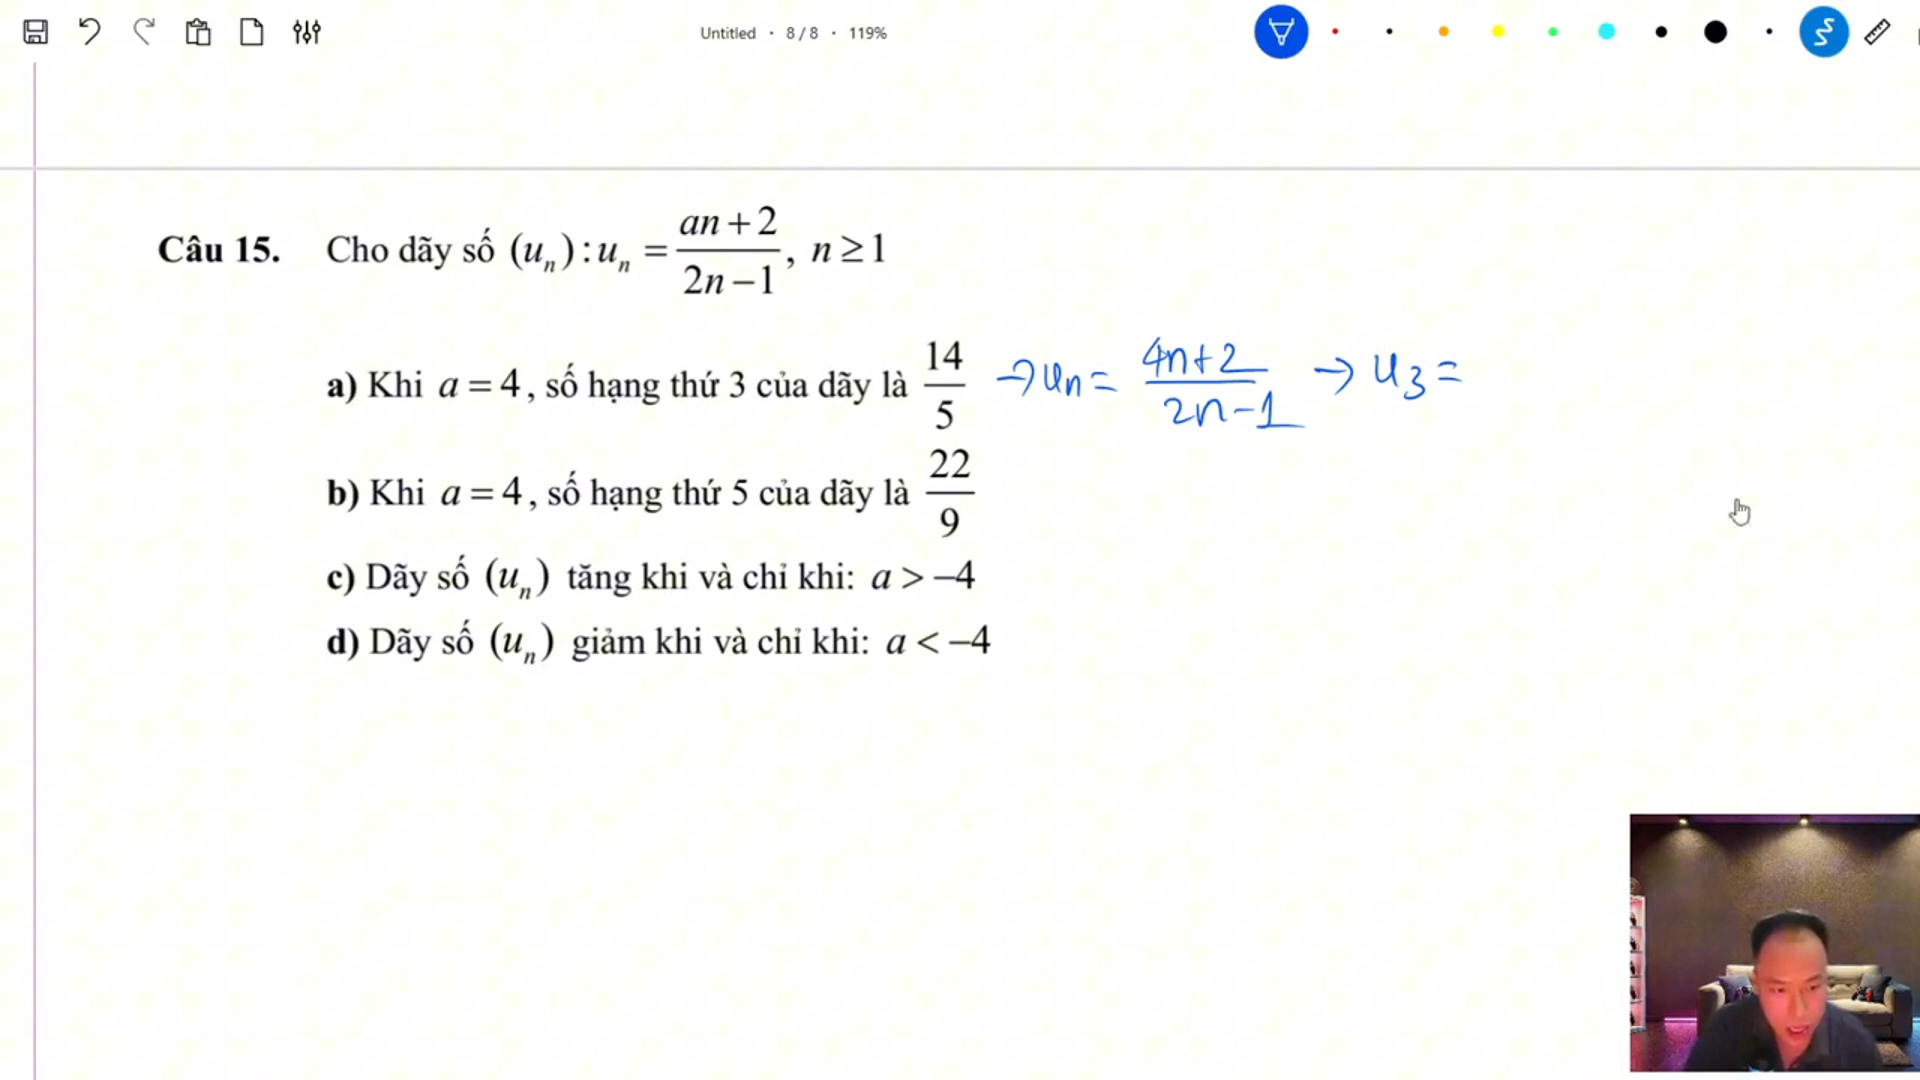 Untitled · 8 / 8 · 119%
Câu 15. Cho dãy số (uₙ): uₙ = (an + 2)/(2n − 1), n ≥ 1
a) Khi a = 4, số hạng thứ 3 của dãy là 14/5 → uₙ = (4n+2)/(2n−1) → u₃ =
b) Khi a = 4, số hạng thứ 5 của dãy là 22/9
c) Dãy số (uₙ) tăng khi và chỉ khi: a > −4
d) Dãy số (uₙ) giảm khi và chỉ khi: a < −4